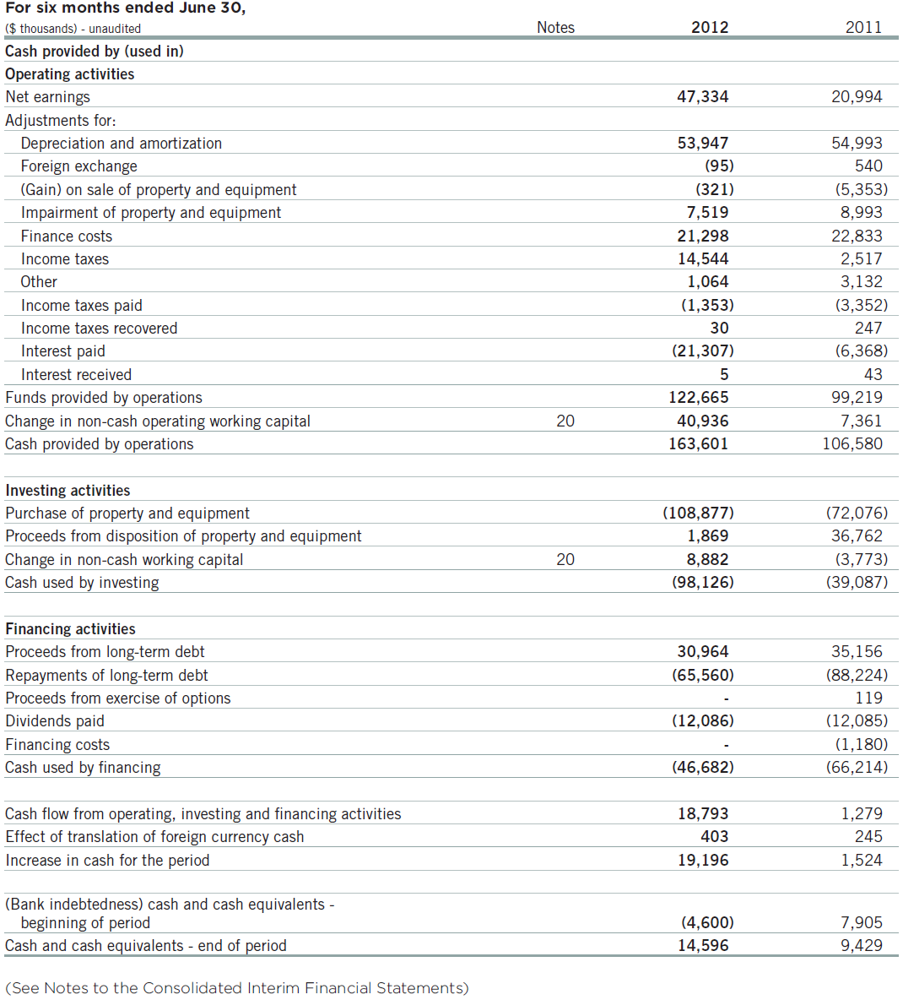 For six months ended June 30,
($ thousands) - unaudited Notes 2012 2011
Cash provided by (used in)
Operating activities
Net earnings 47,334 20,994
Adjustments for:
Depreciation and amortization 53,947 54,993
Foreign exchange (95) 540
(Gain) on sale of property and equipment (321) (5,353)
Impairment of property and equipment 7,519 8,993
Finance costs 21,298 22,833
Income taxes 14,544 2,517
Other 1,064 3,132
Income taxes paid (1,353) (3,352)
Income taxes recovered 30 247
Interest paid (21,307) (6,368)
Interest received 5 43
Funds provided by operations 122,665 99,219
Change in non-cash operating working capital 20 40,936 7,361
Cash provided by operations 163,601 106,580
Investing activities
Purchase of property and equipment (108,877) (72,076)
Proceeds from disposition of property and equipment 1,869 36,762
Change in non-cash working capital 20 8,882 (3,773)
Cash used by investing (98,126) (39,087)
Financing activities
Proceeds from long-term debt 30,964 35,156
Repayments of long-term debt (65,560) (88,224)
Proceeds from exercise of options - 119
Dividends paid (12,086) (12,085)
Financing costs - (1,180)
Cash used by financing (46,682) (66,214)
Cash flow from operating, investing and financing activities 18,793 1,279
Effect of translation of foreign currency cash 403 245
Increase in cash for the period 19,196 1,524
(Bank indebtedness) cash and cash equivalents -
beginning of period (4,600) 7,905
Cash and cash equivalents - end of period 14,596 9,429
(See Notes to the Consolidated Interim Financial Statements)